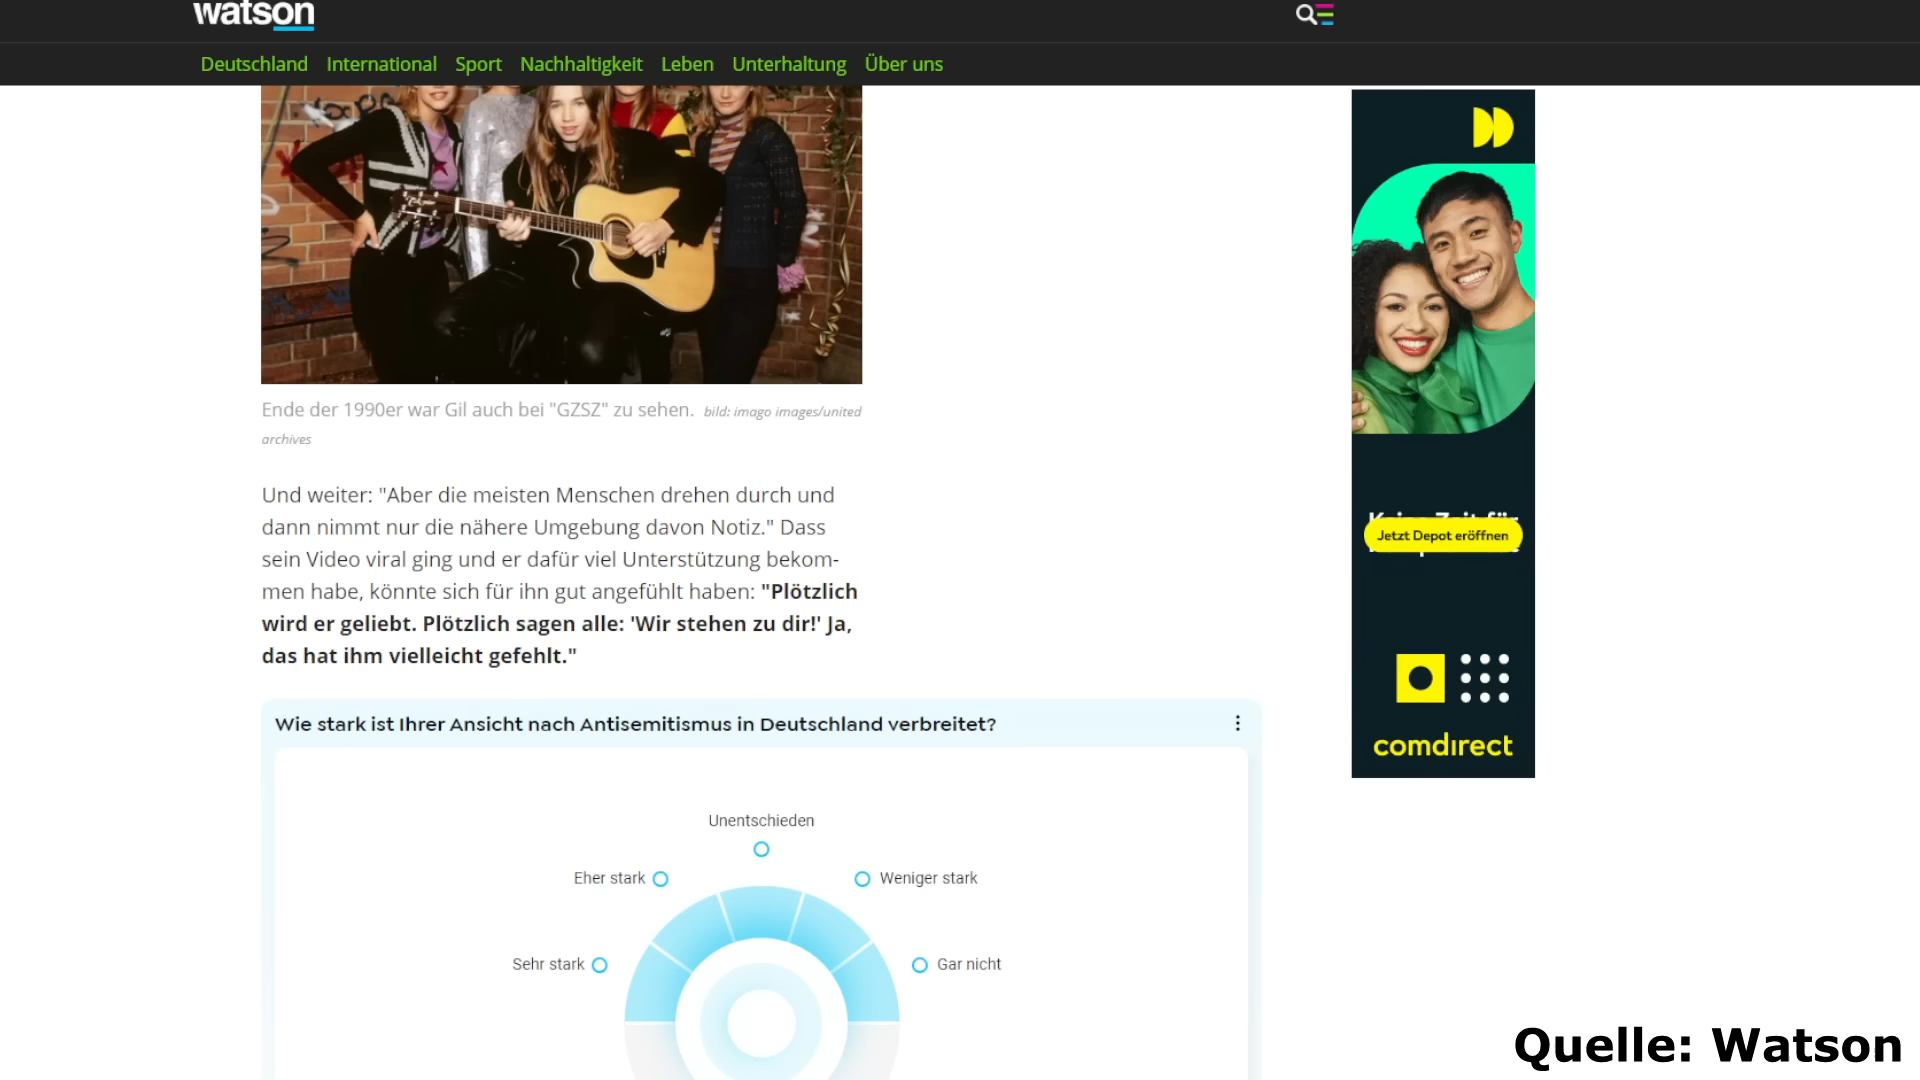 watson
Deutschland International Sport Nachhaltigkeit Leben Unterhaltung Über uns
Ende der 1990er war Gil auch bei "GZSZ" zu sehen. bild: imago images/united
archives
Und weiter: "Aber die meisten Menschen drehen durch und
dann nimmt nur die nähere Umgebung davon Notiz." Dass
sein Video viral ging und er dafür viel Unterstützung bekom-
men habe, könnte sich für ihn gut angefühlt haben: "Plötzlich
wird er geliebt. Plötzlich sagen alle: 'Wir stehen zu dir!' Ja,
das hat ihm vielleicht gefehlt."
Jetzt Depot eröffnen
comdirect
Wie stark ist Ihrer Ansicht nach Antisemitismus in Deutschland verbreitet?
Unentschieden
Eher stark
Weniger stark
Sehr stark
Gar nicht
Quelle: Watson